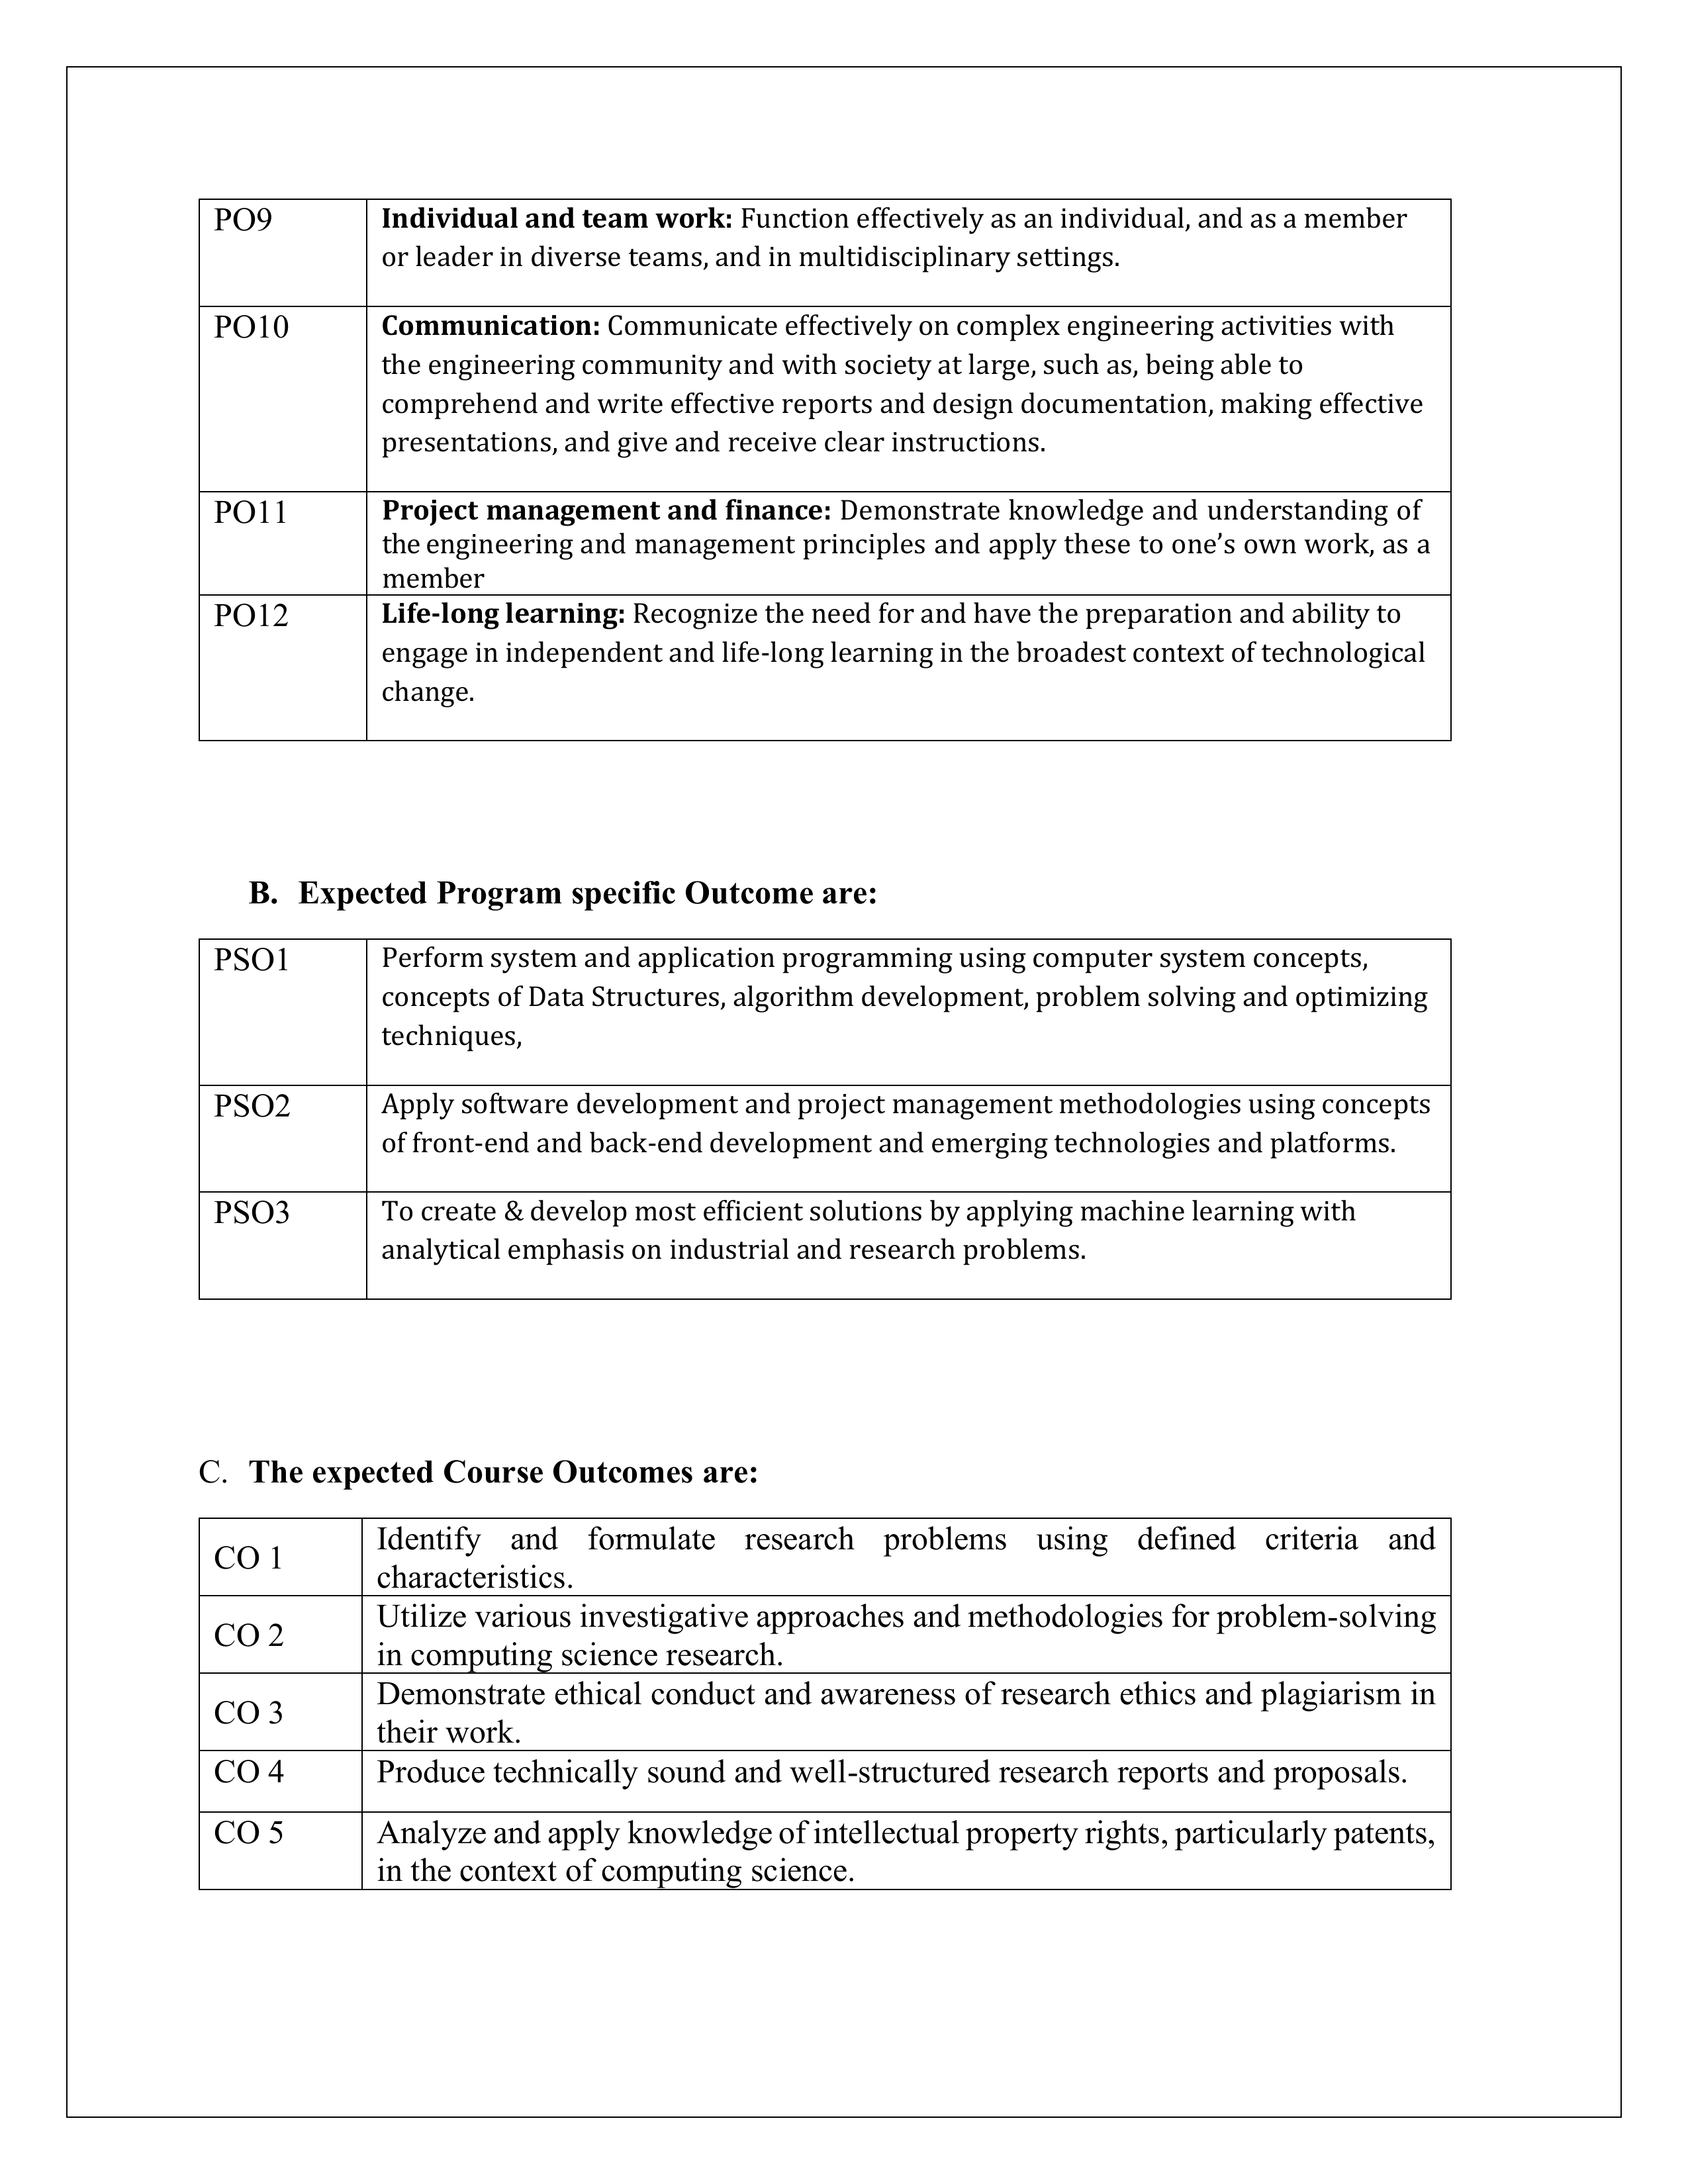 PO9
Individual and team work: Function effectively as an individual, and as a member
or leader in diverse teams, and in multidisciplinary settings.
PO10
Communication: Communicate effectively on complex engineering activities with
the engineering community and with society at large, such as, being able to
comprehend and write effective reports and design documentation, making effective
presentations, and give and receive clear instructions.
PO11
Project management and finance: Demonstrate knowledge and understanding of
the engineering and management principles and apply these to one’s own work, as a
member
PO12
Life-long learning: Recognize the need for and have the preparation and ability to
engage in independent and life-long learning in the broadest context of technological
change.
B. Expected Program specific Outcome are:
PSO1
Perform system and application programming using computer system concepts,
concepts of Data Structures, algorithm development, problem solving and optimizing
techniques,
PSO2
Apply software development and project management methodologies using concepts
of front-end and back-end development and emerging technologies and platforms.
PSO3
To create & develop most efficient solutions by applying machine learning with
analytical emphasis on industrial and research problems.
C. The expected Course Outcomes are:
CO 1
Identify and formulate research problems using defined criteria and
characteristics.
CO 2
Utilize various investigative approaches and methodologies for problem-solving
in computing science research.
CO 3
Demonstrate ethical conduct and awareness of research ethics and plagiarism in
their work.
CO 4
Produce technically sound and well-structured research reports and proposals.
CO 5
Analyze and apply knowledge of intellectual property rights, particularly patents,
in the context of computing science.